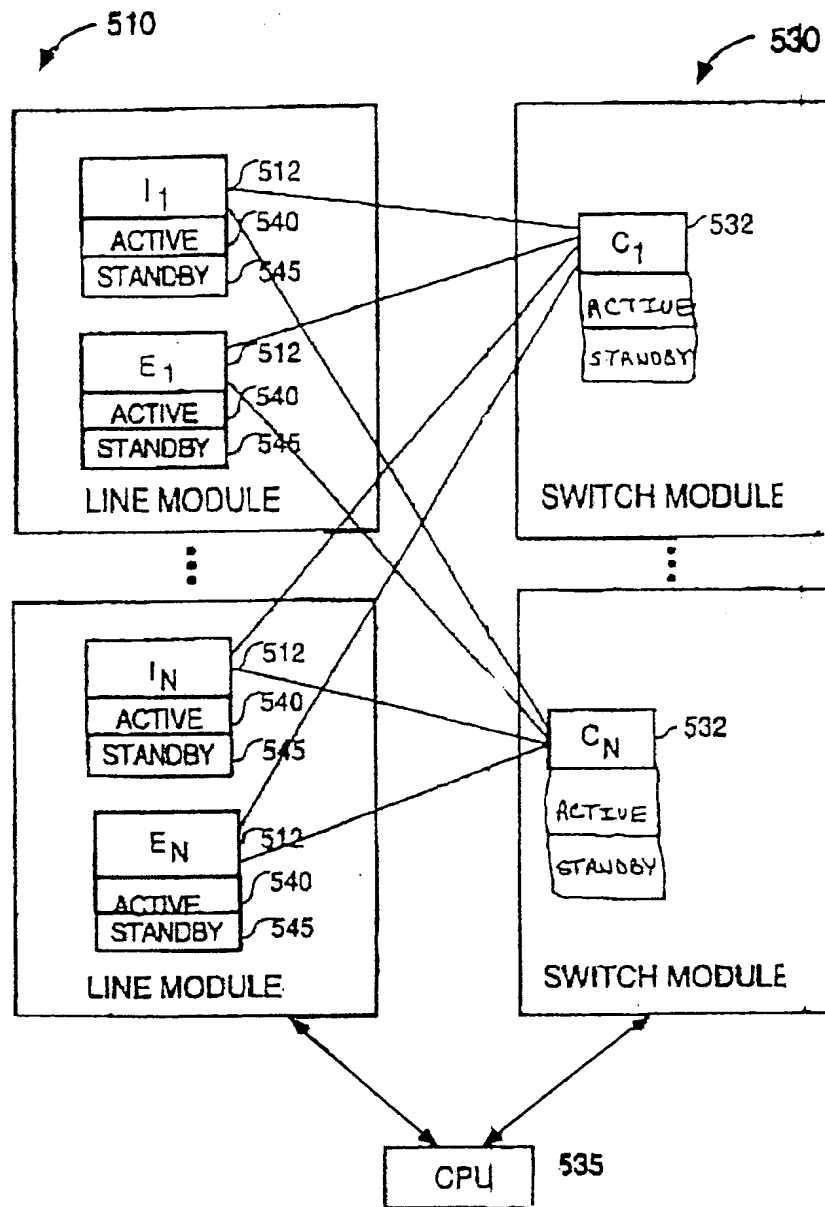 510
530
I1
512
ACTIVE
540
STANDBY
545
E1
512
ACTIVE
540
STANDBY
545
LINE MODULE
C1
532
ACTIVE
STANDBY
SWITCH MODULE
IN
512
ACTIVE
540
STANDBY
545
EN
512
ACTIVE
540
STANDBY
545
LINE MODULE
CN
532
ACTIVE
STANDBY
SWITCH MODULE
CPU
535